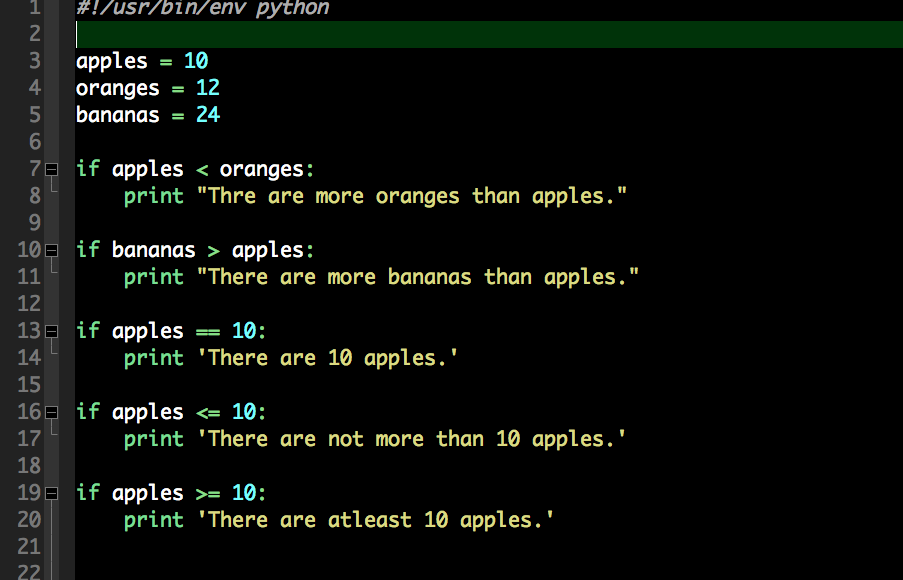 1 #!/usr/bin/env python
2
3 apples = 10
4 oranges = 12
5 bananas = 24
6
7 if apples < oranges:
8     print "Thre are more oranges than apples."
9
10 if bananas > apples:
11     print "There are more bananas than apples."
12
13 if apples == 10:
14     print 'There are 10 apples.'
15
16 if apples <= 10:
17     print 'There are not more than 10 apples.'
18
19 if apples >= 10:
20     print 'There are atleast 10 apples.'
21
22